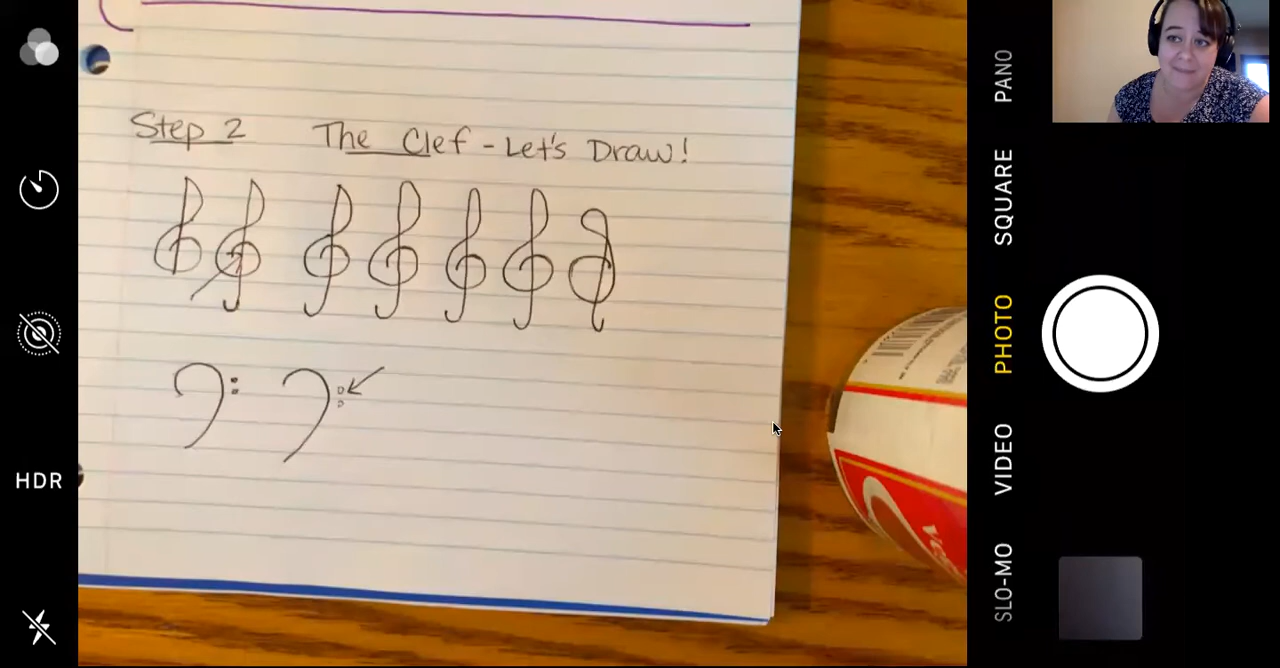 Step 2 The Clef - Let's Draw!
HDR
SLO-MO
VIDEO
PHOTO
SQUARE
PANO